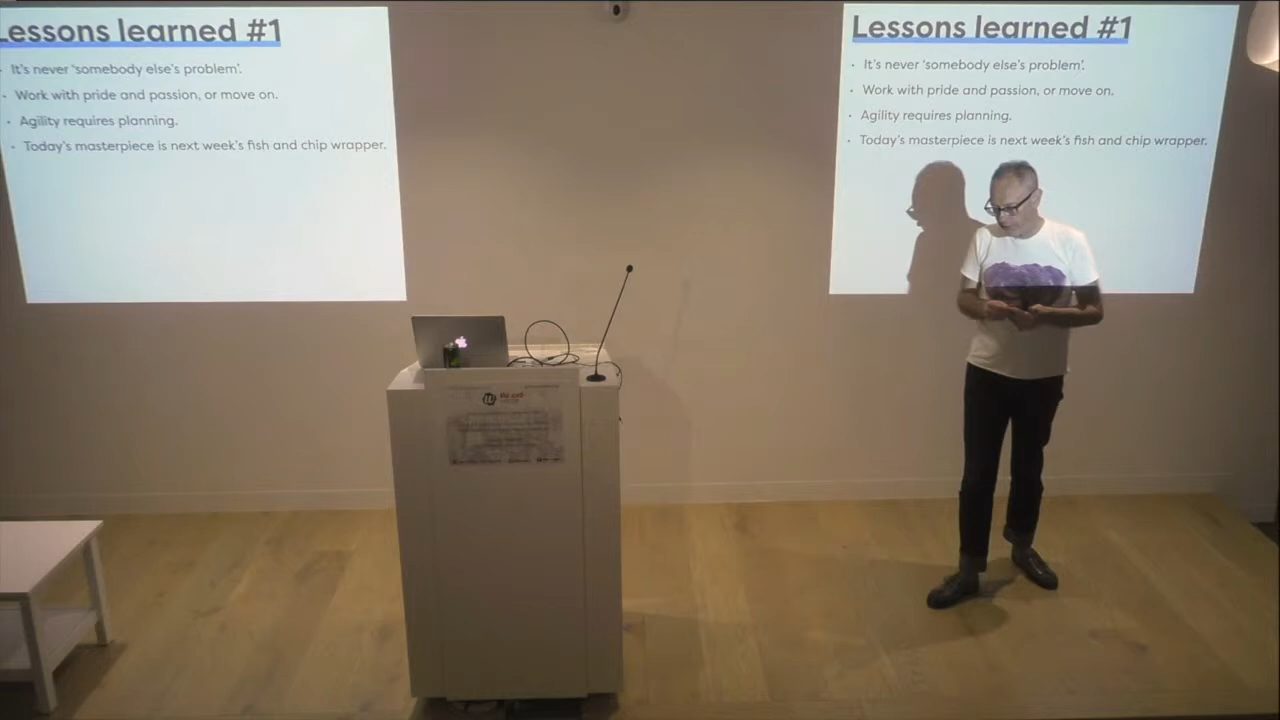 Lessons learned #1
· It's never 'somebody else's problem'.
· Work with pride and passion, or move on.
· Agility requires planning.
· Today's masterpiece is next week's fish and chip wrapper.
Lessons learned #1
· It's never 'somebody else's problem'.
· Work with pride and passion, or move on.
· Agility requires planning.
· Today's masterpiece is next week's fish and chip wrapper.